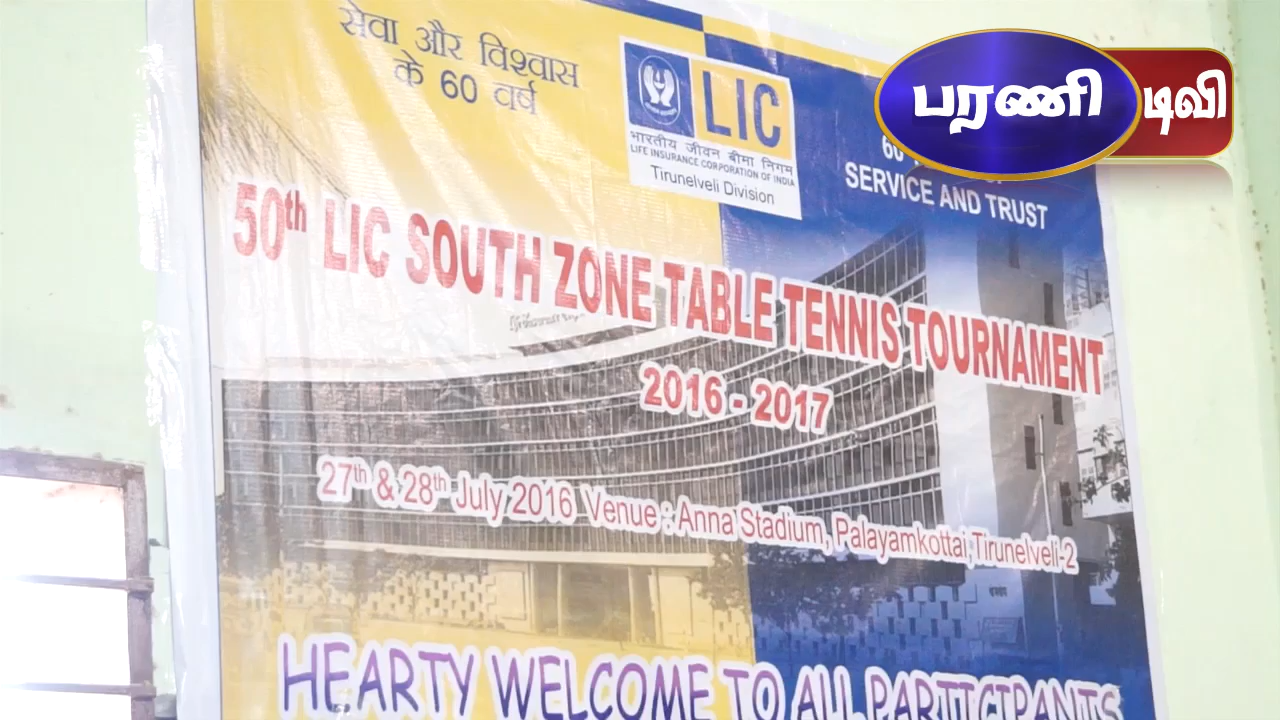 सेवा और विश्वास
के 60 वर्ष
LIC
भारतीय जीवन बीमा निगम
LIFE INSURANCE CORPORATION OF INDIA
Tirunelveli Division
பரணி டிவி
60
SERVICE AND TRUST
50th LIC SOUTH ZONE TABLE TENNIS TOURNAMENT
2016 - 2017
27th & 28th July 2016 Venue : Anna Stadium, Palayamkottai, Tirunelveli-2
HEARTY WELCOME TO ALL PARTICIPANTS